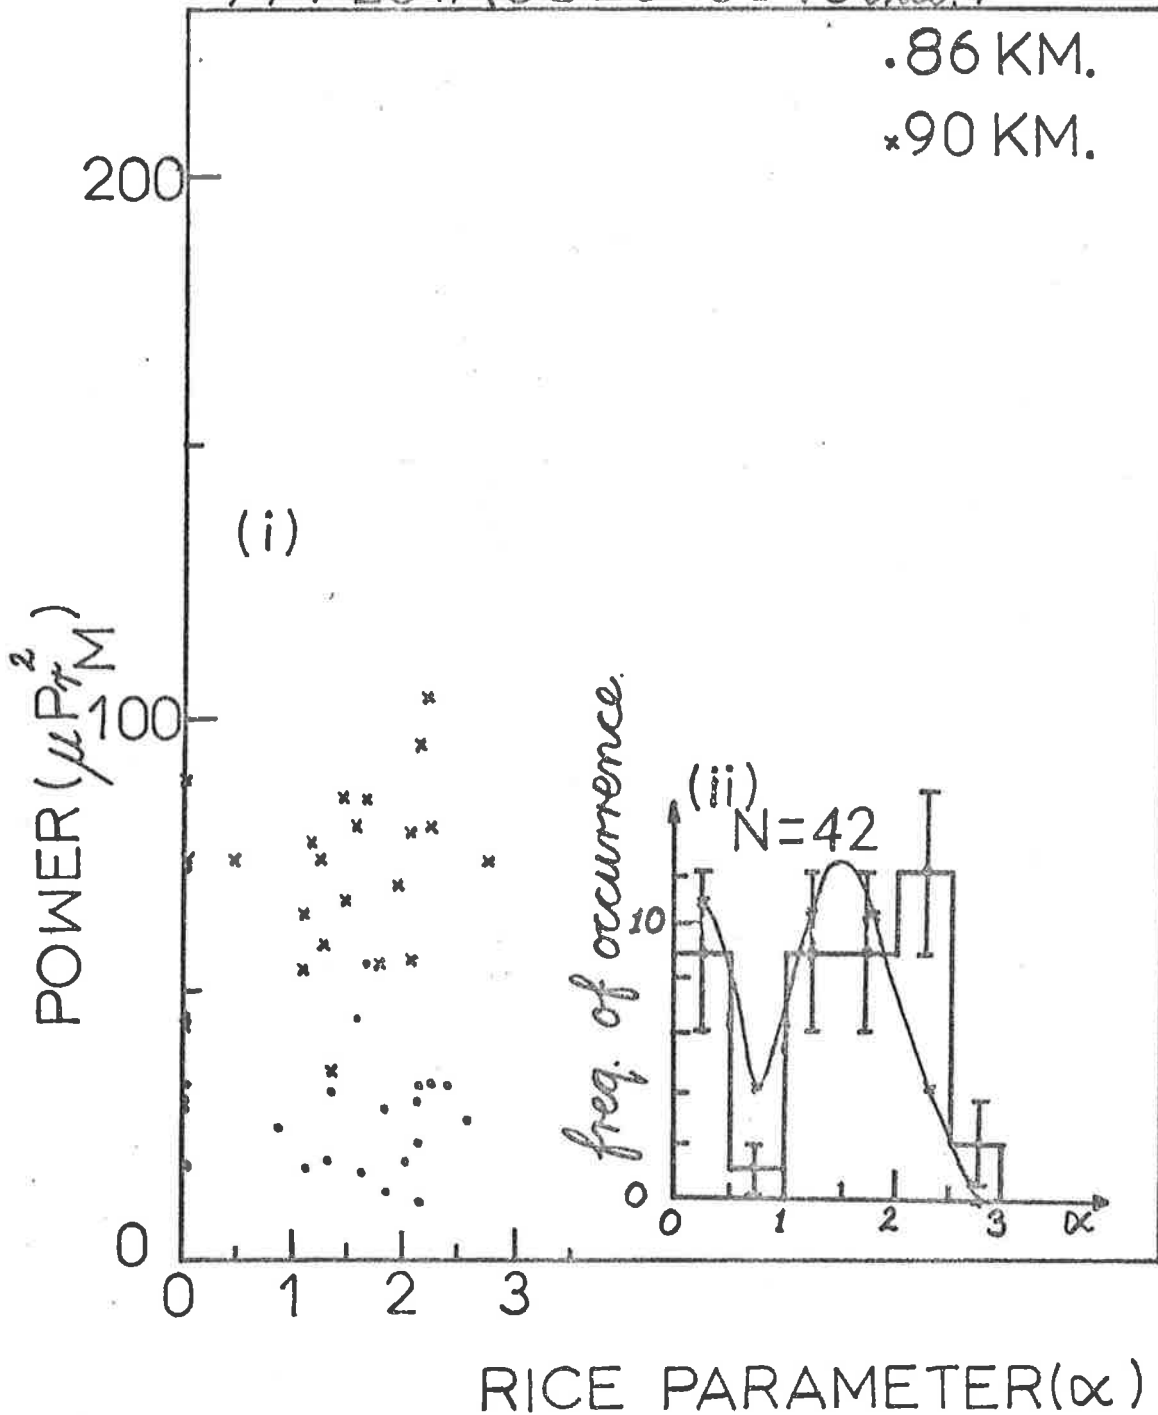 .86 KM.
×90 KM.
200
(i)
POWER (μPr²M)
100
0
0 1 2 3
RICE PARAMETER(∝)
(ii)
N=42
freq. of occurrence.
10
0
0 1 2 3 ∝